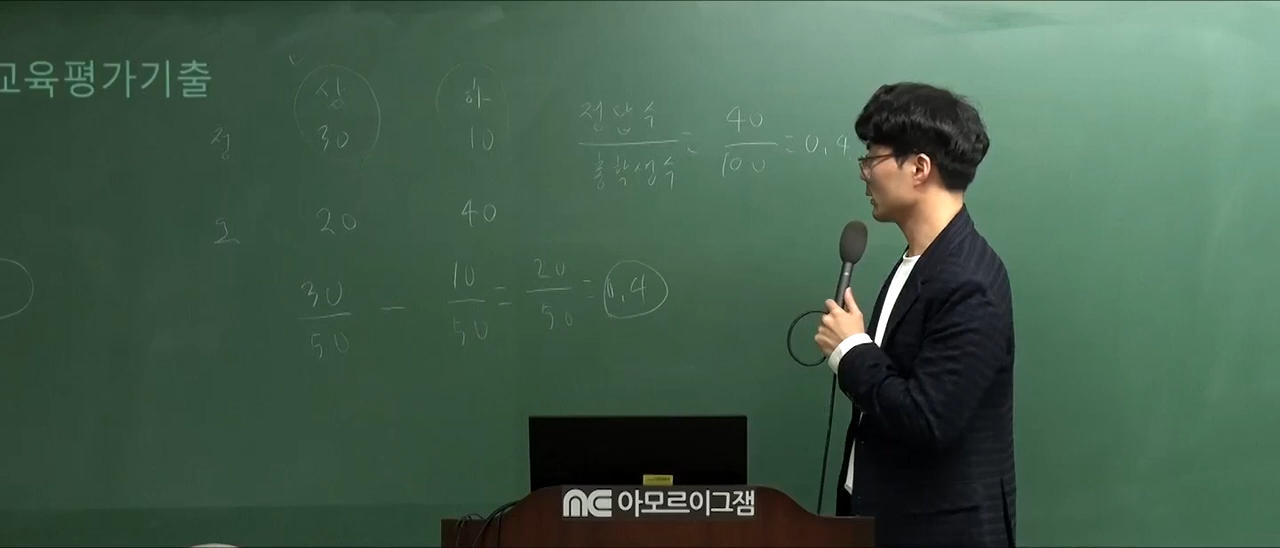 교육평가기술
상 하
정 30 10
오 20 40
30/50 - 10/50 = 20/50 = 0.4
정답수/총학생수 = 40/100 = 0.4
아모르이그잼